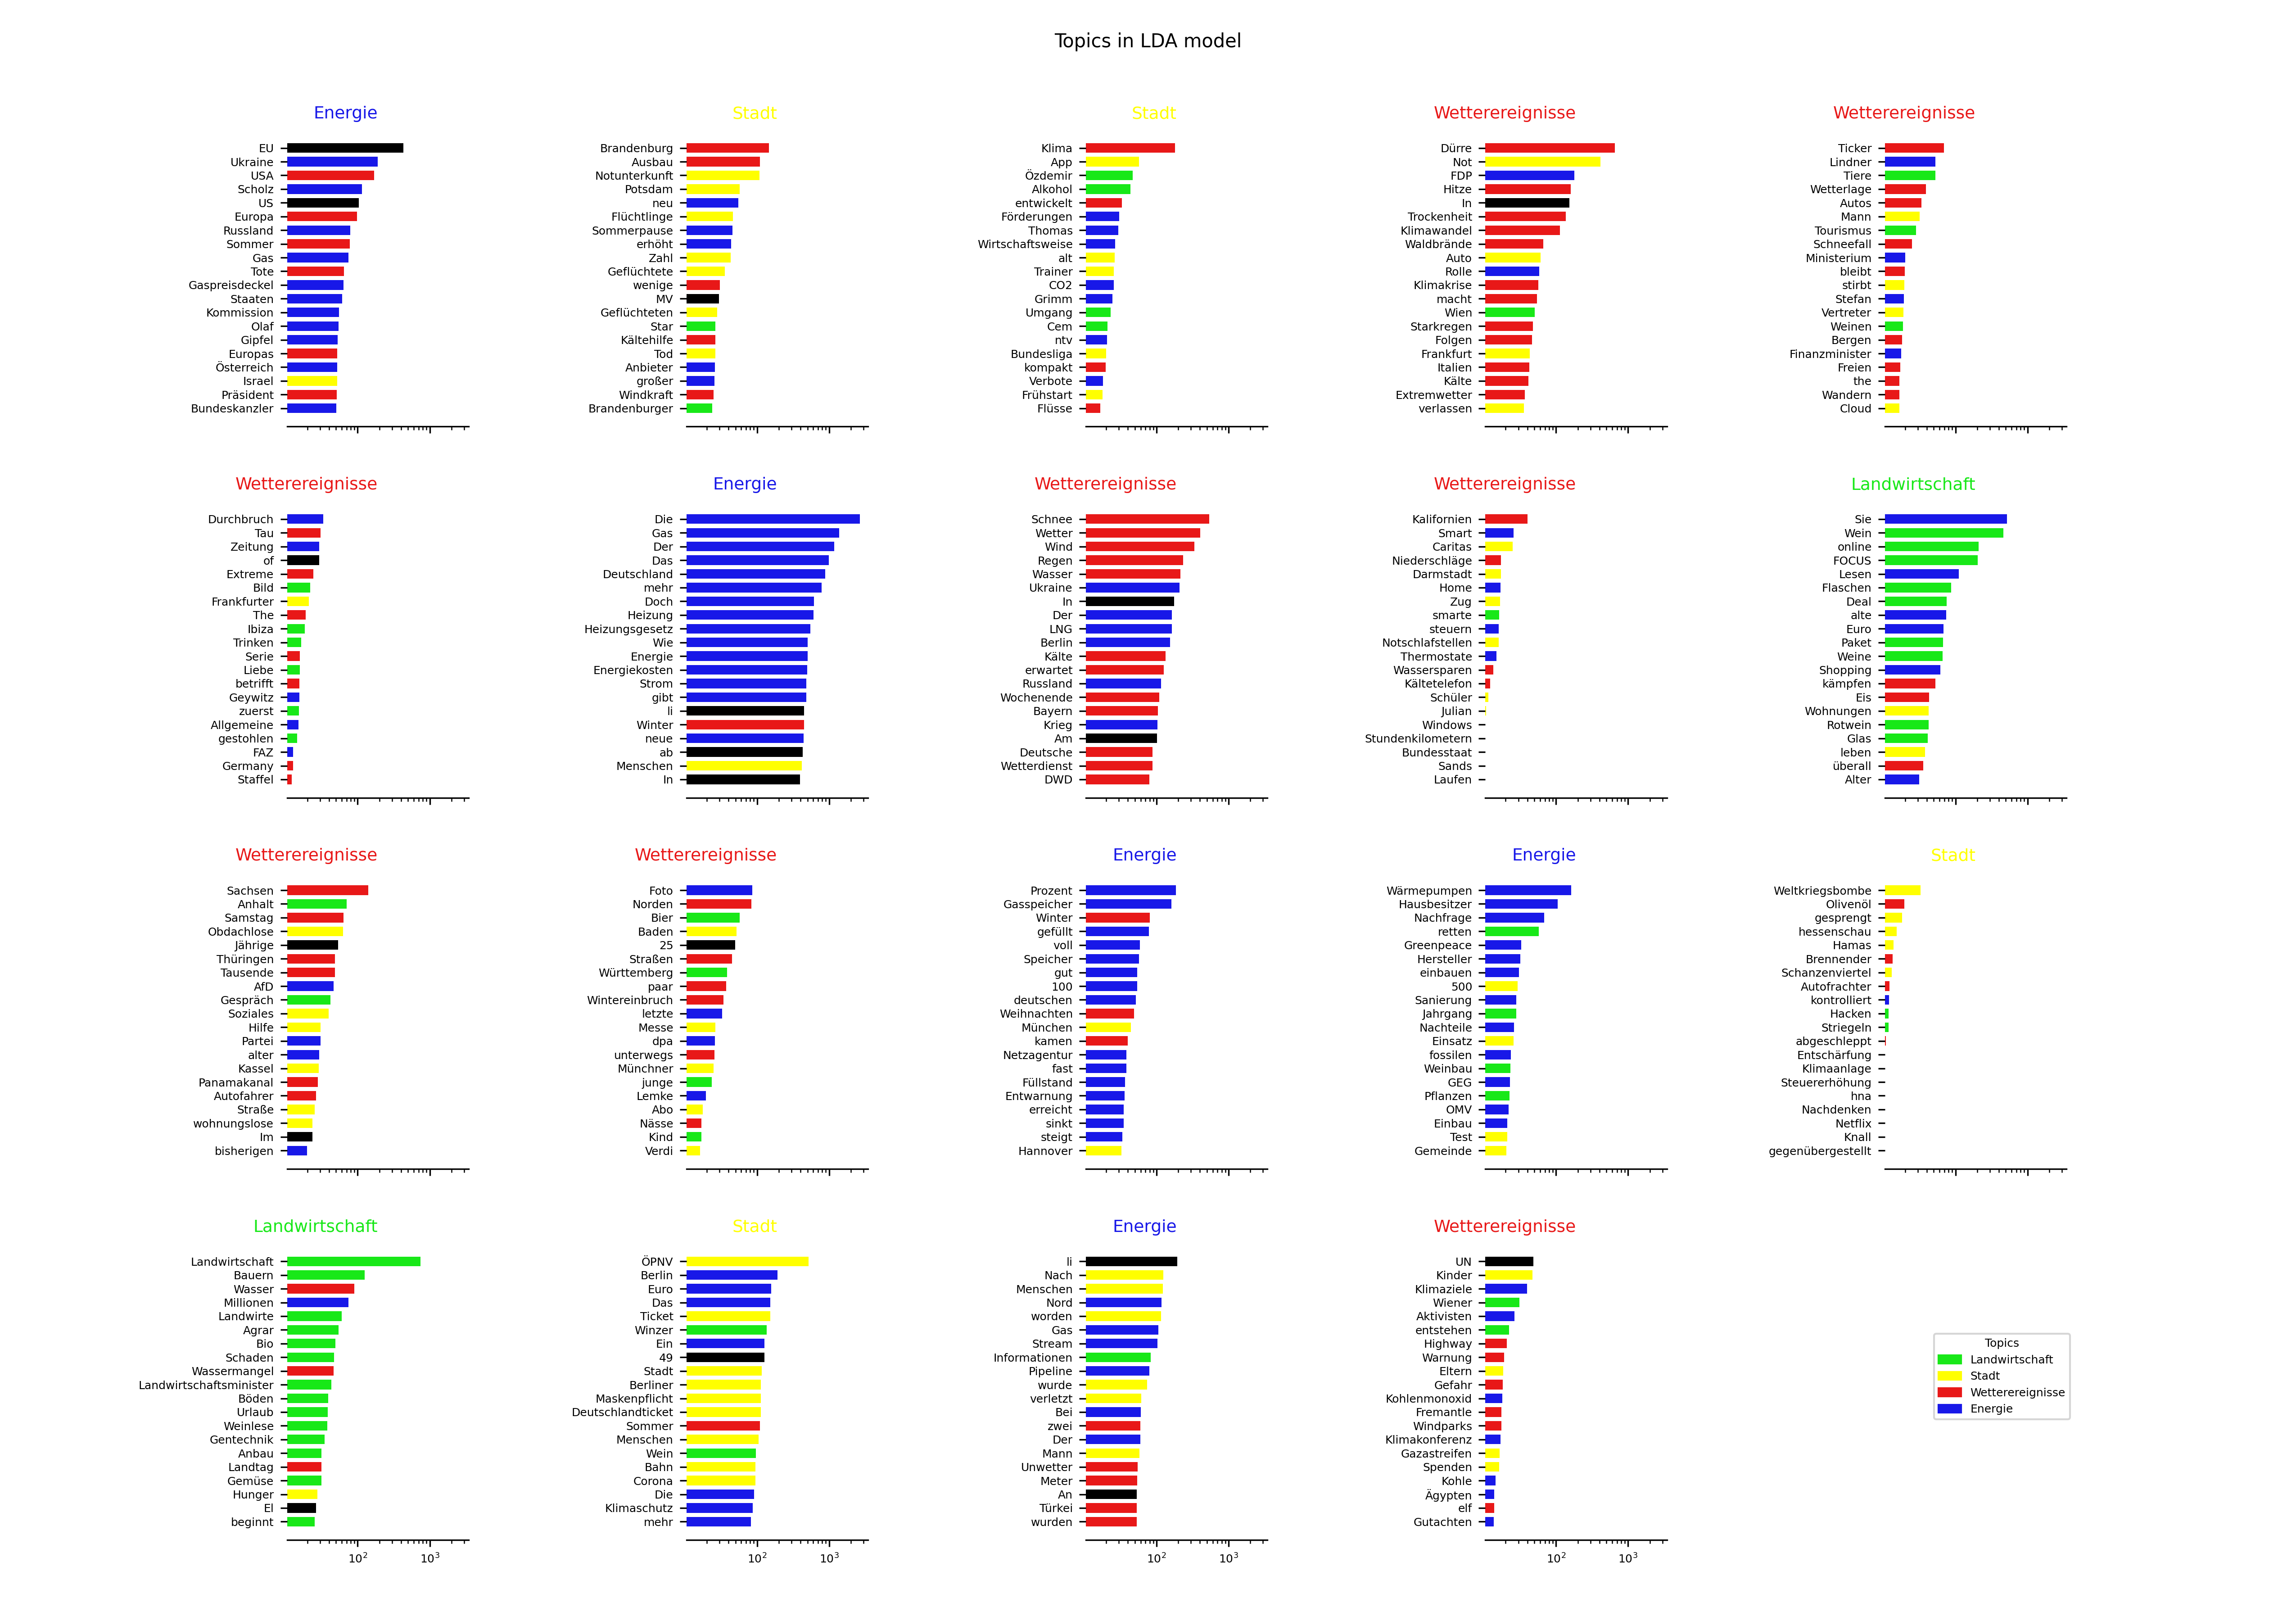 Topics in LDA model
Energie
EU
Ukraine
USA
Scholz
US
Europa
Russland
Sommer
Gas
Tote
Gaspreisdeckel
Staaten
Kommission
Olaf
Gipfel
Europas
Österreich
Israel
Präsident
Bundeskanzler
Stadt
Brandenburg
Ausbau
Notunterkunft
Potsdam
neu
Flüchtlinge
Sommerpause
erhöht
Zahl
Geflüchtete
wenige
MV
Geflüchteten
Star
Kältehilfe
Tod
Anbieter
großer
Windkraft
Brandenburger
Stadt
Klima
App
Özdemir
Alkohol
entwickelt
Förderungen
Thomas
Wirtschaftsweise
alt
Trainer
CO2
Grimm
Umgang
Cem
ntv
Bundesliga
kompakt
Verbote
Frühstart
Flüsse
Wetterereignisse
Dürre
Not
FDP
Hitze
In
Trockenheit
Klimawandel
Waldbrände
Auto
Rolle
Klimakrise
macht
Wien
Starkregen
Folgen
Frankfurt
Italien
Kälte
Extremwetter
verlassen
Wetterereignisse
Ticker
Lindner
Tiere
Wetterlage
Autos
Mann
Tourismus
Schneefall
Ministerium
bleibt
stirbt
Stefan
Vertreter
Weinen
Bergen
Finanzminister
Freien
the
Wandern
Cloud
Wetterereignisse
Durchbruch
Tau
Zeitung
of
Extreme
Bild
Frankfurter
The
Ibiza
Trinken
Serie
Liebe
betrifft
Geywitz
zuerst
Allgemeine
gestohlen
FAZ
Germany
Staffel
Energie
Die
Gas
Der
Das
Deutschland
mehr
Doch
Heizung
Heizungsgesetz
Wie
Energie
Energiekosten
Strom
gibt
li
Winter
neue
ab
Menschen
In
Wetterereignisse
Schnee
Wetter
Wind
Regen
Wasser
Ukraine
In
Der
LNG
Berlin
Kälte
erwartet
Russland
Wochenende
Bayern
Krieg
Am
Deutsche
Wetterdienst
DWD
Wetterereignisse
Kalifornien
Smart
Caritas
Niederschläge
Darmstadt
Home
Zug
smarte
steuern
Notschlafstellen
Thermostate
Wassersparen
Kältetelefon
Schüler
Julian
Windows
Stundenkilometern
Bundesstaat
Sands
Laufen
Landwirtschaft
Sie
Wein
online
FOCUS
Lesen
Flaschen
Deal
alte
Euro
Paket
Weine
Shopping
kämpfen
Eis
Wohnungen
Rotwein
Glas
leben
überall
Alter
Wetterereignisse
Sachsen
Anhalt
Samstag
Obdachlose
Jährige
Thüringen
Tausende
AfD
Gespräch
Soziales
Hilfe
Partei
alter
Kassel
Panamakanal
Autofahrer
Straße
wohnungslose
Im
bisherigen
Wetterereignisse
Foto
Norden
Bier
Baden
25
Straßen
Württemberg
paar
Wintereinbruch
letzte
Messe
dpa
unterwegs
Münchner
junge
Lemke
Abo
Nässe
Kind
Verdi
Energie
Prozent
Gasspeicher
Winter
gefüllt
voll
Speicher
gut
100
deutschen
Weihnachten
München
kamen
Netzagentur
fast
Füllstand
Entwarnung
erreicht
sinkt
steigt
Hannover
Energie
Wärmepumpen
Hausbesitzer
Nachfrage
retten
Greenpeace
Hersteller
einbauen
500
Sanierung
Jahrgang
Nachteile
Einsatz
fossilen
Weinbau
GEG
Pflanzen
OMV
Einbau
Test
Gemeinde
Stadt
Weltkriegsbombe
Olivenöl
gesprengt
hessenschau
Hamas
Brennender
Schanzenviertel
Autofrachter
kontrolliert
Hacken
Striegeln
abgeschleppt
Entschärfung
Klimaanlage
Steuererhöhung
hna
Nachdenken
Netflix
Knall
gegenübergestellt
Landwirtschaft
Landwirtschaft
Bauern
Wasser
Millionen
Landwirte
Agrar
Bio
Schaden
Wassermangel
Landwirtschaftsminister
Böden
Urlaub
Weinlese
Gentechnik
Anbau
Landtag
Gemüse
Hunger
El
beginnt
10²
10³
Stadt
ÖPNV
Berlin
Euro
Das
Ticket
Winzer
Ein
49
Stadt
Berliner
Maskenpflicht
Deutschlandticket
Sommer
Menschen
Wein
Bahn
Corona
Die
Klimaschutz
mehr
10²
10³
Energie
li
Nach
Menschen
Nord
worden
Gas
Stream
Informationen
Pipeline
wurde
verletzt
Bei
zwei
Der
Mann
Unwetter
Meter
An
Türkei
wurden
10²
10³
Wetterereignisse
UN
Kinder
Klimaziele
Wiener
Aktivisten
entstehen
Highway
Warnung
Eltern
Gefahr
Kohlenmonoxid
Fremantle
Windparks
Klimakonferenz
Gazastreifen
Spenden
Kohle
Ägypten
elf
Gutachten
10²
10³
Topics
Landwirtschaft
Stadt
Wetterereignisse
Energie